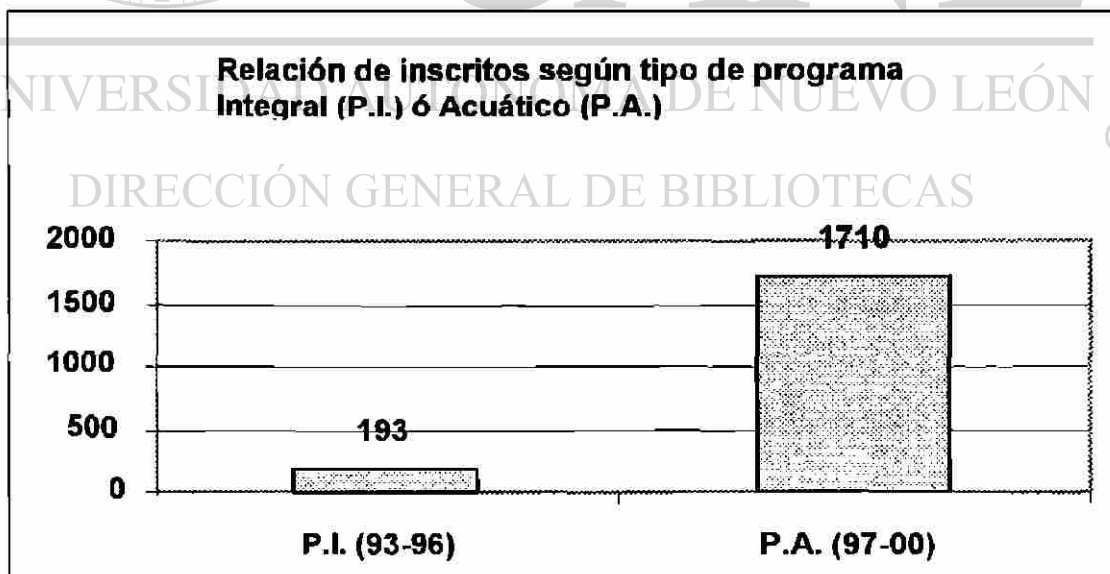 Relación de inscritos según tipo de programa
Integral (P.I.) ó Acuático (P.A.)
UNIVERSIDAD AUTÓNOMA DE NUEVO LEÓN
DIRECCIÓN GENERAL DE BIBLIOTECAS
2000
1710
1500
1000
500
193
0
P.I. (93-96)
P.A. (97-00)